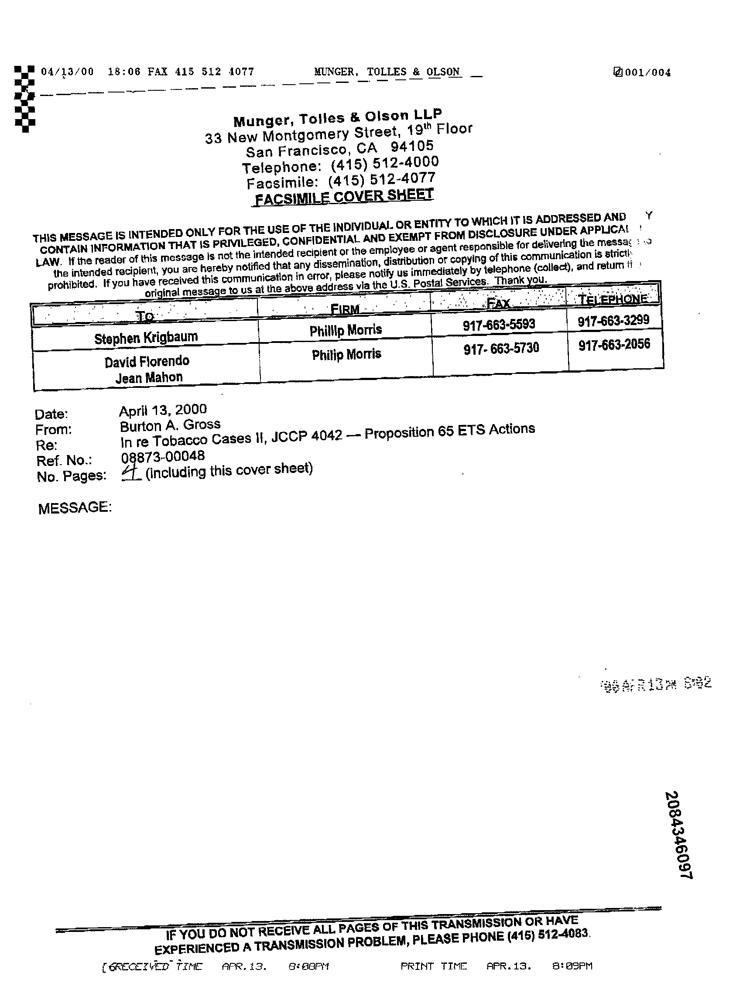 04/13/00 18:06 FAX 415 512 4077 MUNGER, TOLLES & OLSON 001/004
Munger, Tolles & Olson LLP
33 New Montgomery Street, 19th Floor
San Francisco, CA 94105
Telephone: (415) 512-4000
Facsimile: (415) 512-4077
FACSIMILE COVER SHEET
THIS MESSAGE IS INTENDED ONLY FOR THE USE OF THE INDIVIDUAL OR ENTITY TO WHICH IT IS ADDRESSED AND Y
CONTAIN INFORMATION THAT IS PRIVILEGED, CONFIDENTIAL AND EXEMPT FROM DISCLOSURE UNDER APPLICA
LAW. If the reader of this message is not the intended recipient or the employee or agent responsible for delivering the messag
the intended recipient, you are hereby notified that any dissemination, distribution or copying of this communication is strictl
prohibited. If you have received this communication in error, please notify us immediately by telephone (collect), and return
original message to us at the above address via the U.S. Postal Services. Thank you.
TO FIRM FAX TELEPHONE
Stephen Krigbaum Phillip Morris 917-663-5593 917-663-3299
David Florendo Philip Morris 917- 663-5730 917-663-2056
Jean Mahon
Date: April 13, 2000
From: Burton A. Gross
Re: In re Tobacco Cases II, JCCP 4042 — Proposition 65 ETS Actions
Ref. No.: 08873-00048
No. Pages: 4 (including this cover sheet)
MESSAGE:
'00 APR 13 PM 6:02
2084346097
IF YOU DO NOT RECEIVE ALL PAGES OF THIS TRANSMISSION OR HAVE
EXPERIENCED A TRANSMISSION PROBLEM, PLEASE PHONE (415) 512-4083.
RECEIVED TIME APR.13. 8:08PM PRINT TIME APR.13. 8:09PM